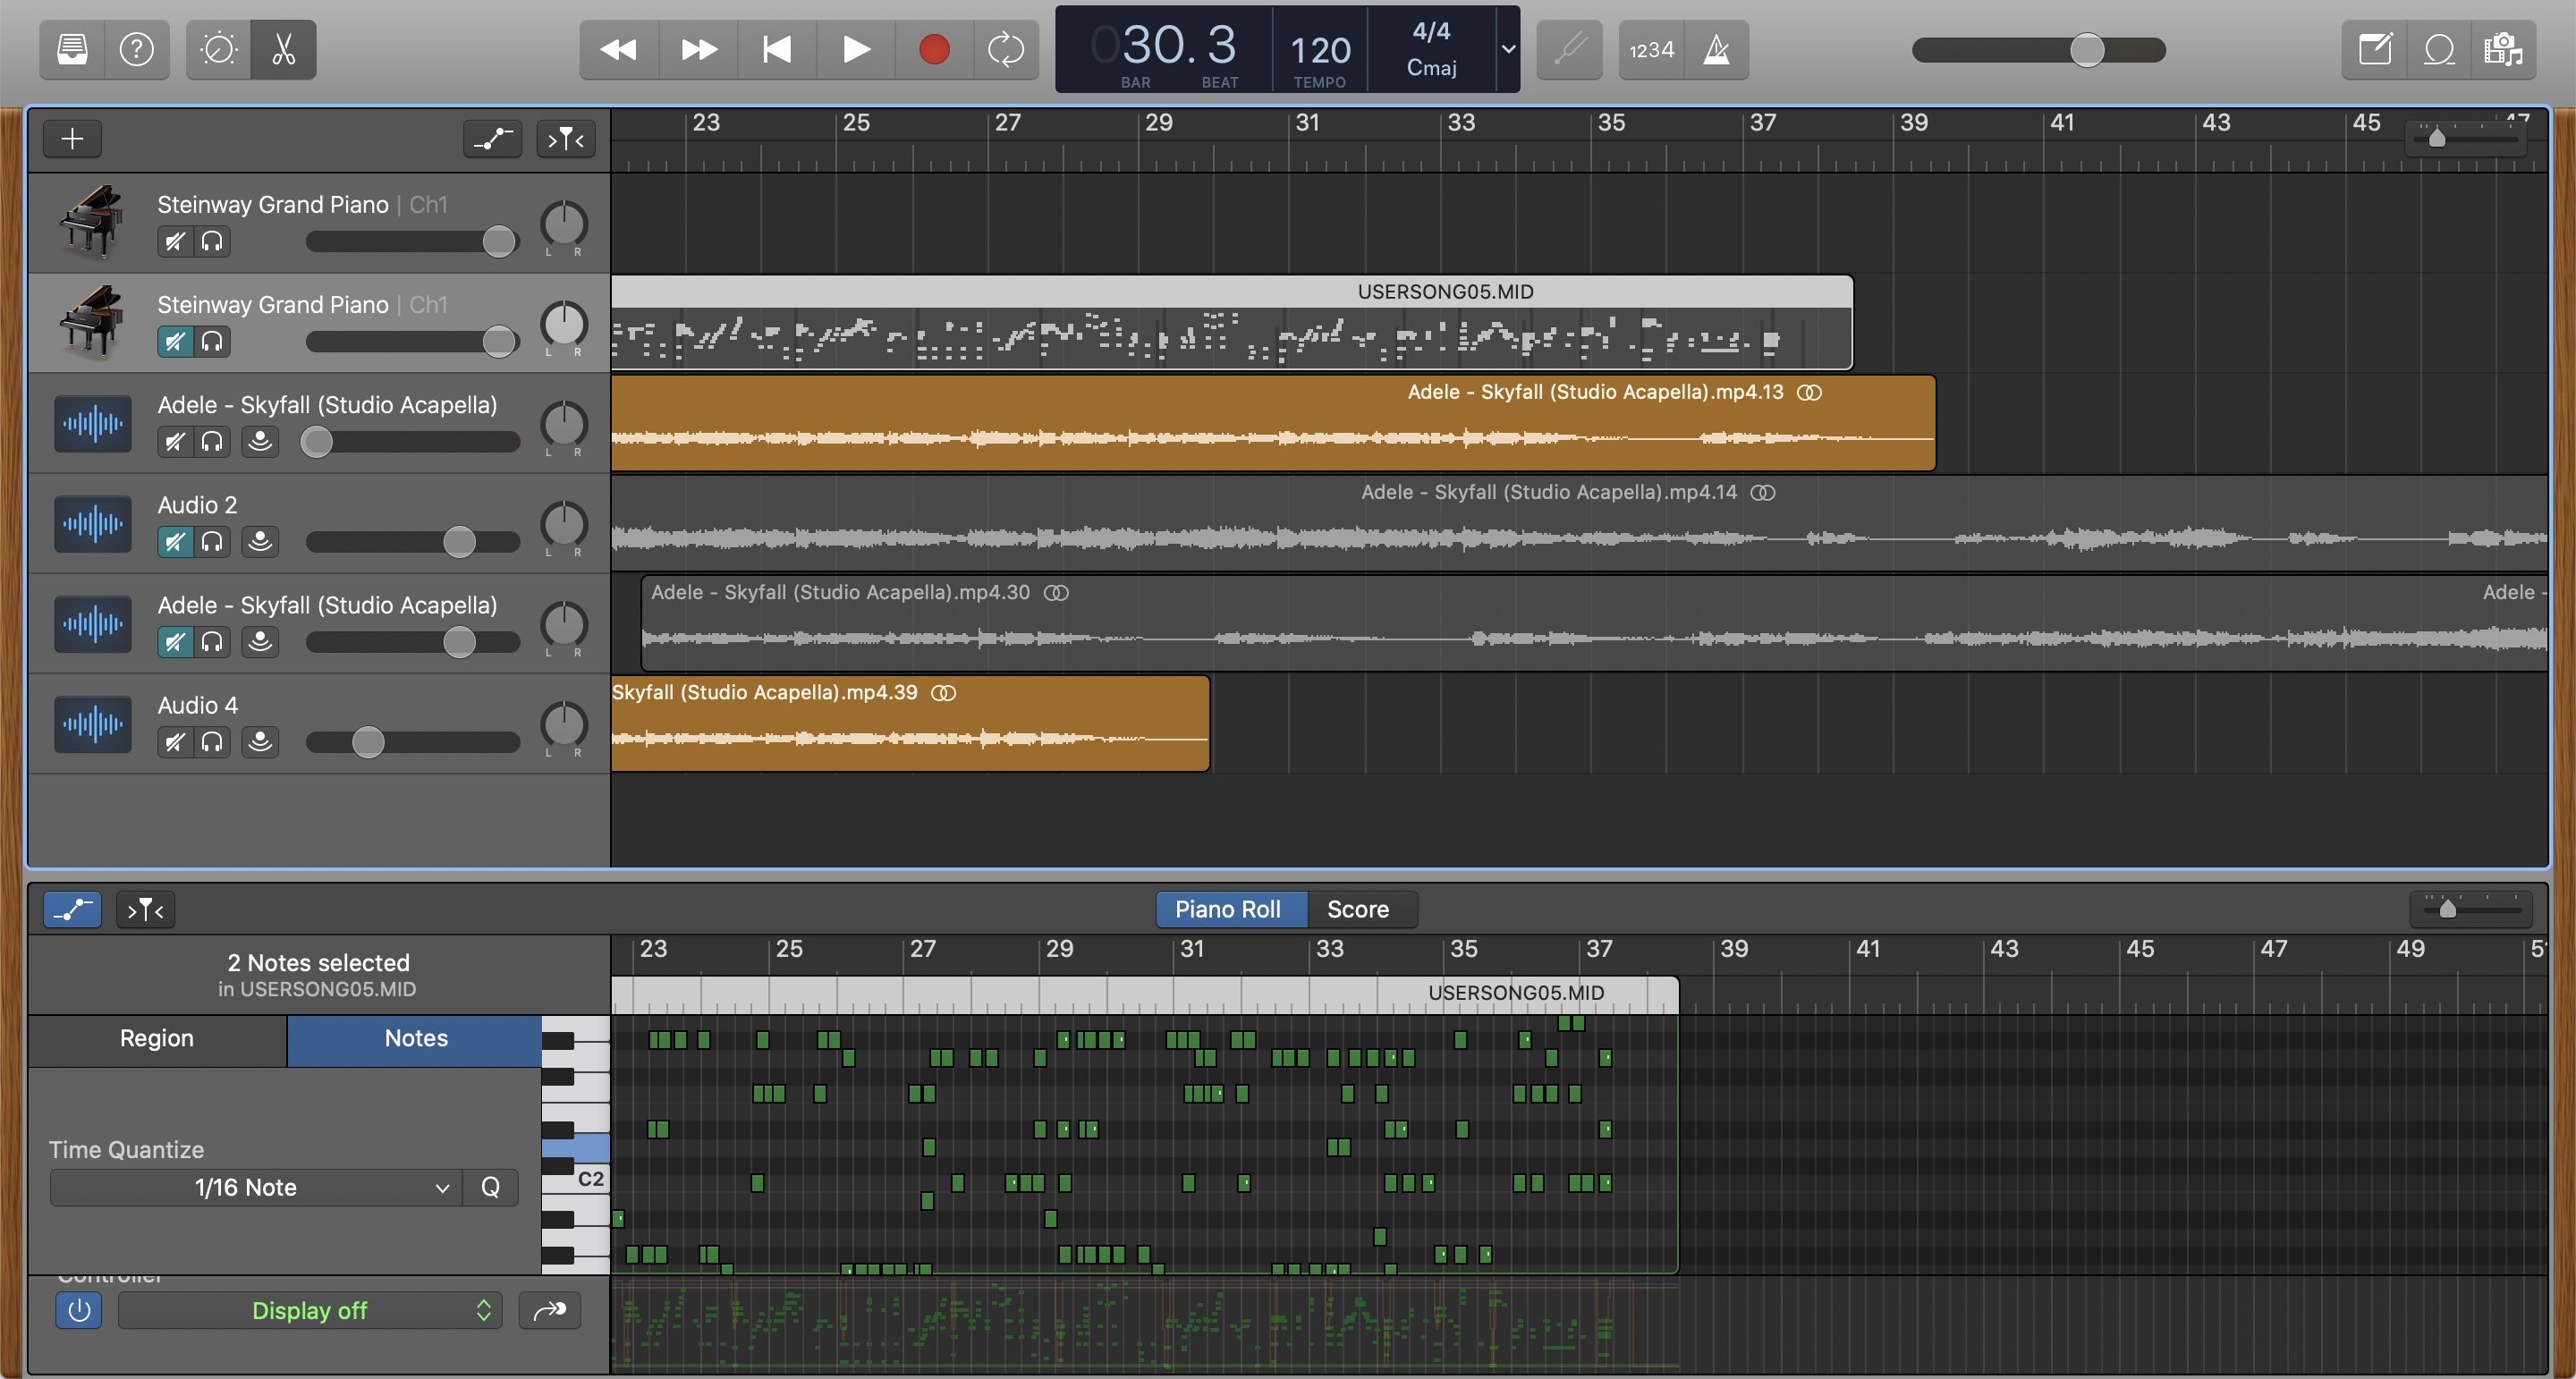 030.3
BAR BEAT
120
TEMPO
4/4
Cmaj
1234
23 25 27 29 31 33 35 37 39 41 43 45 47
Steinway Grand Piano | Ch1
L R
Steinway Grand Piano | Ch1
L R
USERSONG05.MID
Adele - Skyfall (Studio Acapella)
L R
Adele - Skyfall (Studio Acapella).mp4.13
Audio 2
L R
Adele - Skyfall (Studio Acapella).mp4.14
Adele - Skyfall (Studio Acapella)
L R
Adele - Skyfall (Studio Acapella).mp4.30
Adele -
Audio 4
L R
Skyfall (Studio Acapella).mp4.39
Piano Roll Score
2 Notes selected
in USERSONG05.MID
23 25 27 29 31 33 35 37 39 41 43 45 47 49 51
USERSONG05.MID
Region Notes
Time Quantize
1/16 Note Q
C2
Controller
Display off